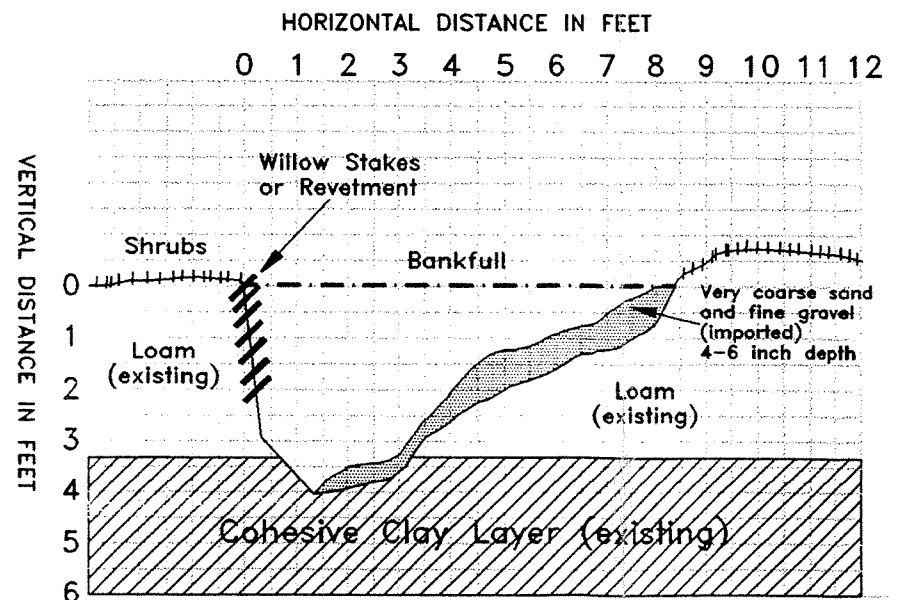 HORIZONTAL DISTANCE IN FEET
0 1 2 3 4 5 6 7 8 9 10 11 12
VERTICAL DISTANCE IN FEET
Willow Stakes
or Revetment
Shrubs
Bankfull
0
Very coarse sand
and fine gravel
(imported)
4-6 inch depth
1
Loam
(existing)
2
Loam
(existing)
3
4
Cohesive Clay Layer (existing)
5
6